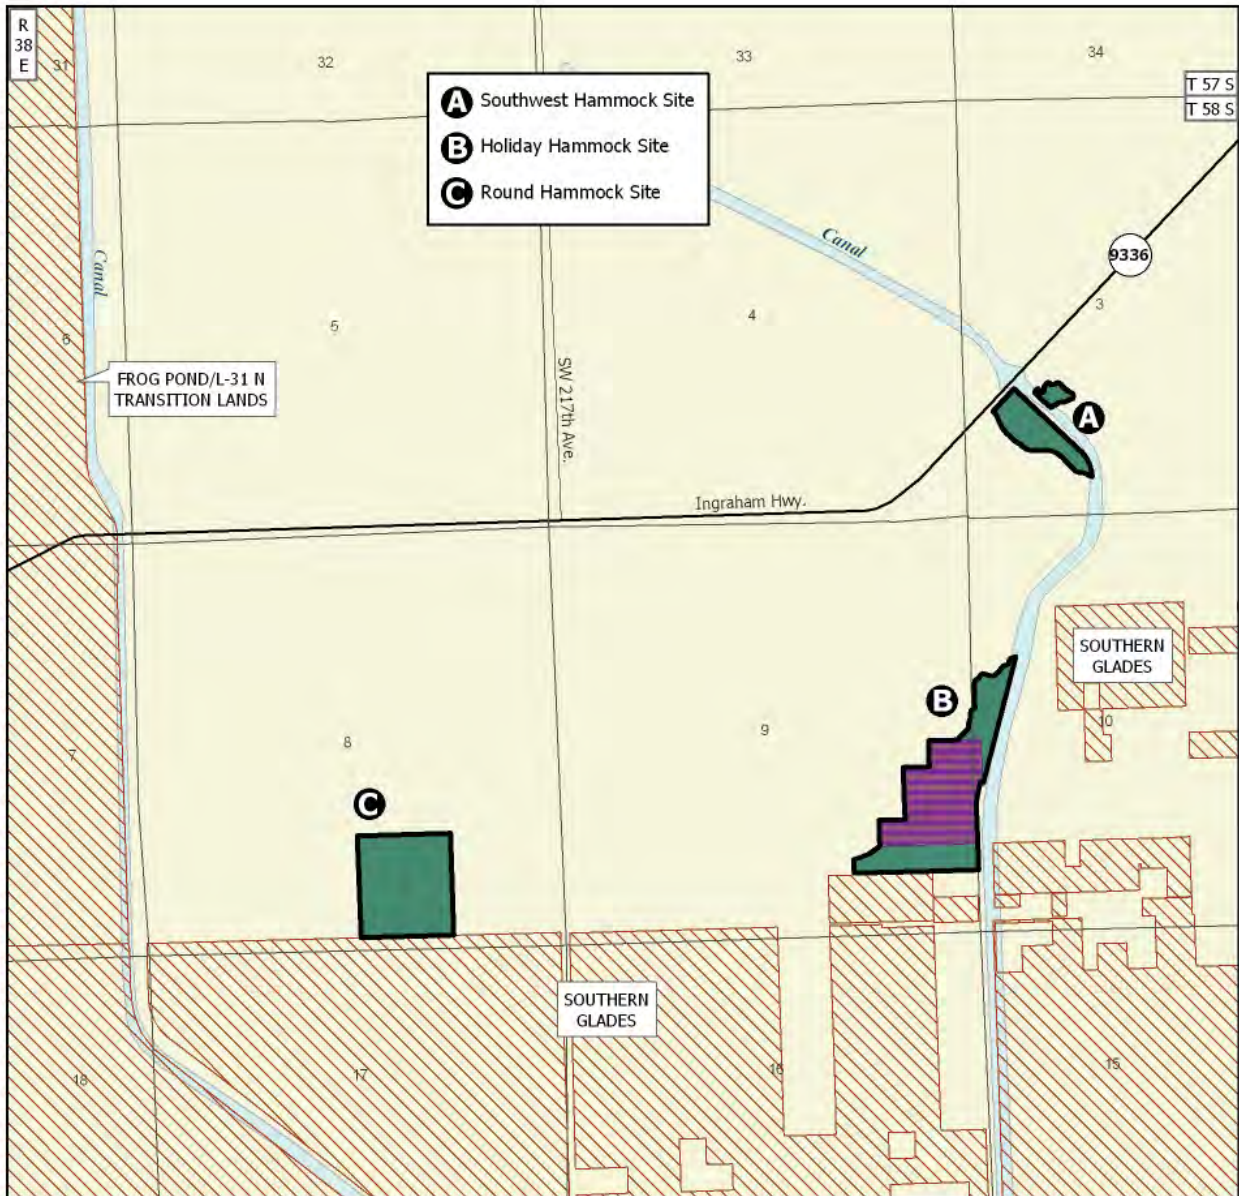 R
38
E
31
32
33
34
T 57 S
T 58 S
A Southwest Hammock Site
B Holiday Hammock Site
C Round Hammock Site
Canal
Canal
9336
3
4
5
6
FROG POND/L-31 N
TRANSITION LANDS
SW 217th Ave.
A
Ingraham Hwy.
SOUTHERN
GLADES
B
10
9
8
7
C
SOUTHERN
GLADES
15
16
17
18